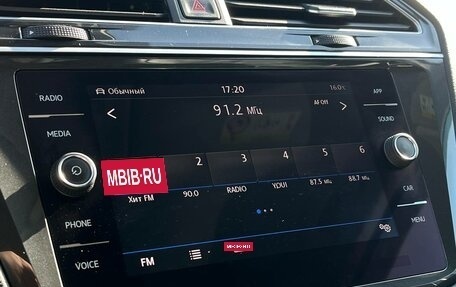 Обычный 17:20 16.0°C
RADIO APP
91.2 МГц AF Off
MEDIA SOUND
2 3 4 5 6
MBIB·RU
Хит FM 90.0 RADIO YOU! 87.5 МГц 88.7 МГц
CAR
PHONE MENU
VOICE FM